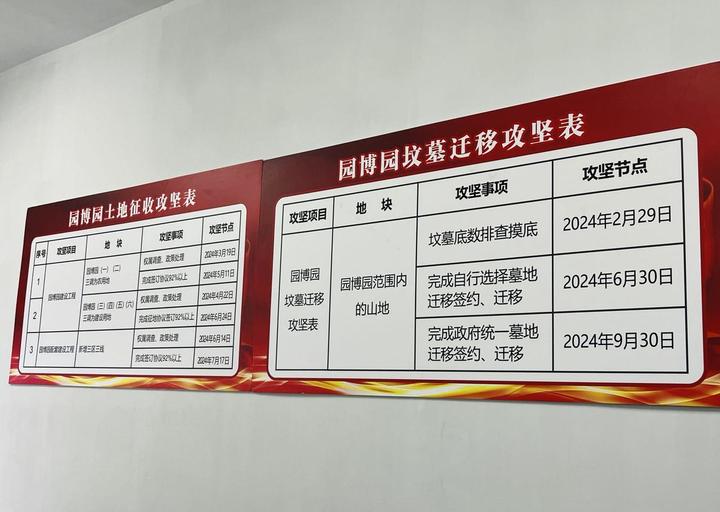 园博园土地征收攻坚表
序号 攻坚项目 地 块 攻坚事项 攻坚节点
1 园博园建设工程 园博园（一）（二）
三调为农用地 权属调查、政策处理 2024年3月19日
完成签订协议92%以上 2024年5月11日
2 园博园（三）（四）（五）（六）
三调为建设用地 权属调查、政策处理 2024年4月22日
完成征地协议签订92%以上 2024年6月24日
3 园博园配套建设工程 新增三区三线 权属调查、政策处理 2024年6月14日
完成签订协议92%以上 2024年7月17日
园博园坟墓迁移攻坚表
攻坚项目 地 块 攻坚事项 攻坚节点
园博园
坟墓迁移
攻坚表
园博园范围内
的山地
坟墓底数排查摸底 2024年2月29日
完成自行选择墓地
迁移签约、迁移 2024年6月30日
完成政府统一墓地
迁移签约、迁移 2024年9月30日